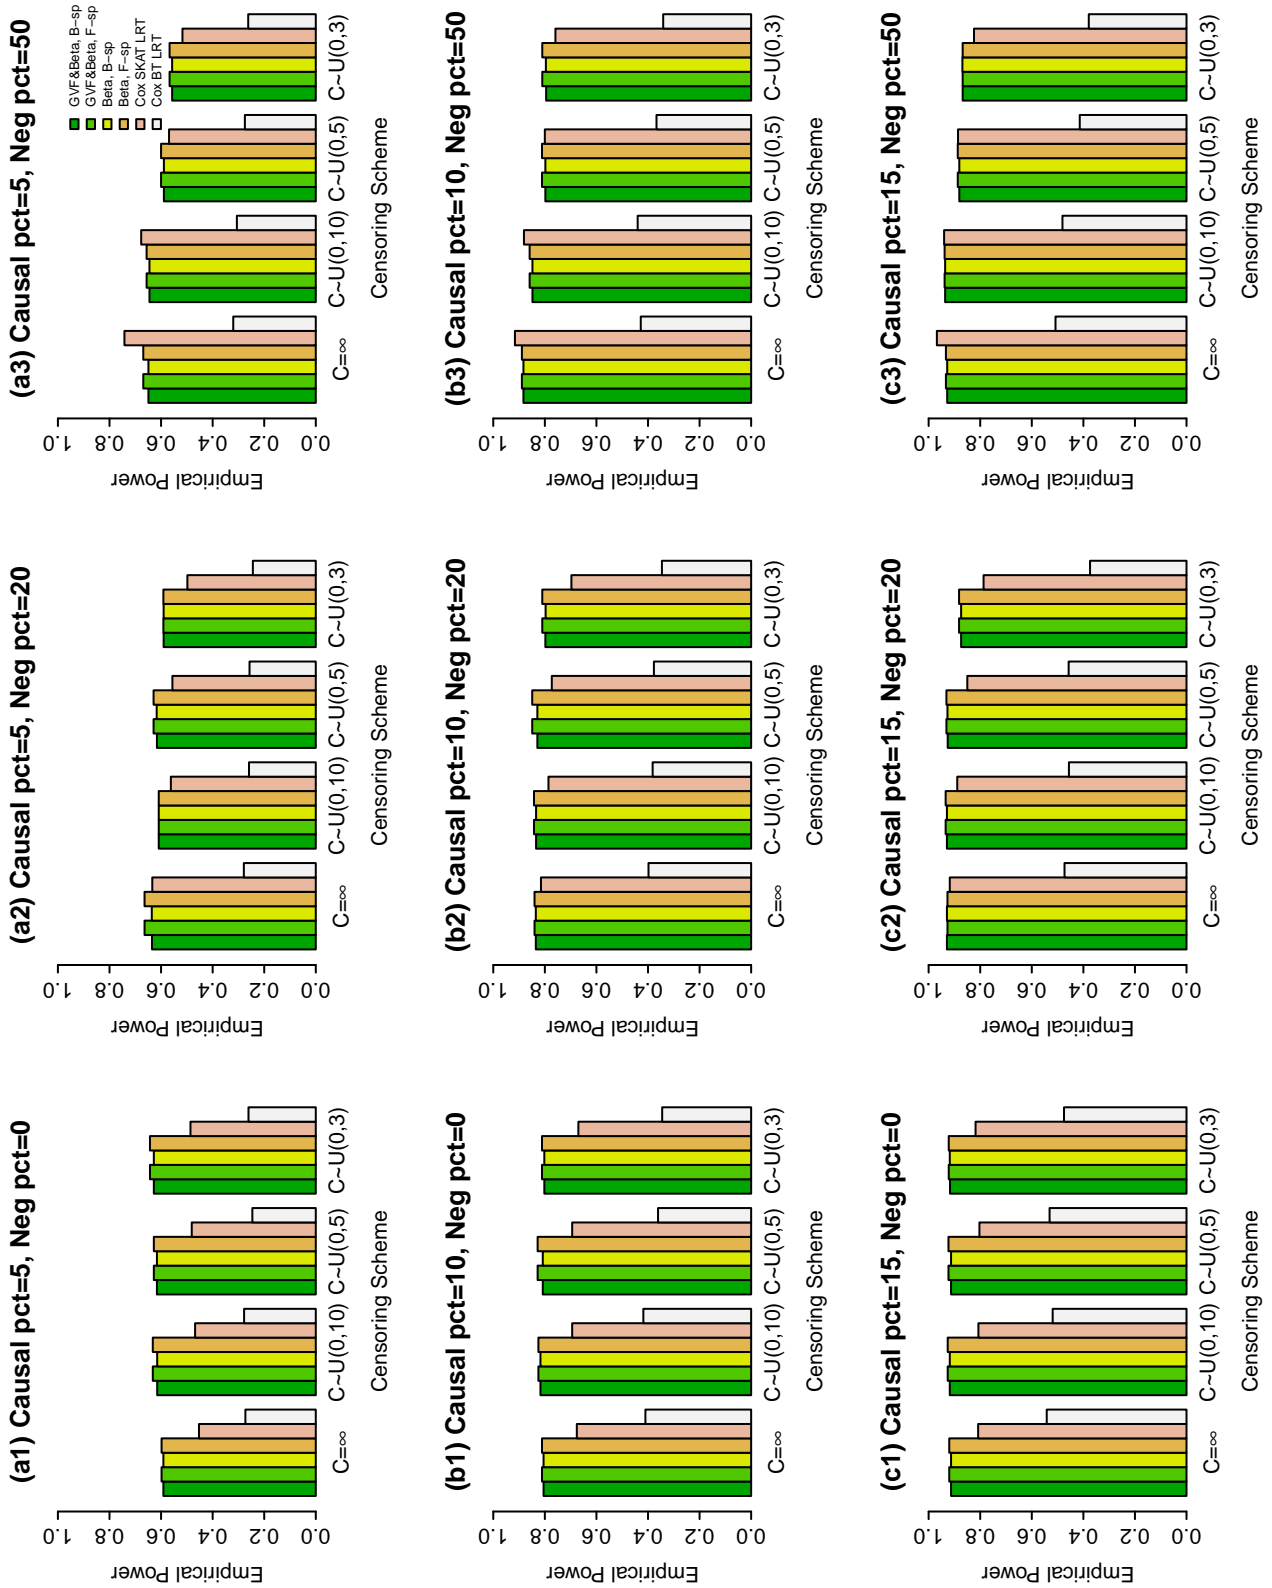 (a1) Causal pct=5, Neg pct=0
Empirical Power
0.0 0.2 0.4 0.6 0.8 1.0
C=∞ C~U(0,10) C~U(0,5) C~U(0,3)
Censoring Scheme
(a2) Causal pct=5, Neg pct=20
Empirical Power
0.0 0.2 0.4 0.6 0.8 1.0
C=∞ C~U(0,10) C~U(0,5) C~U(0,3)
Censoring Scheme
(a3) Causal pct=5, Neg pct=50
Empirical Power
0.0 0.2 0.4 0.6 0.8 1.0
GVF&Beta, B−sp
GVF&Beta, F−sp
Beta, B−sp
Beta, F−sp
Cox SKAT LRT
Cox BT LRT
C=∞ C~U(0,10) C~U(0,5) C~U(0,3)
Censoring Scheme
(b1) Causal pct=10, Neg pct=0
Empirical Power
0.0 0.2 0.4 0.6 0.8 1.0
C=∞ C~U(0,10) C~U(0,5) C~U(0,3)
Censoring Scheme
(b2) Causal pct=10, Neg pct=20
Empirical Power
0.0 0.2 0.4 0.6 0.8 1.0
C=∞ C~U(0,10) C~U(0,5) C~U(0,3)
Censoring Scheme
(b3) Causal pct=10, Neg pct=50
Empirical Power
0.0 0.2 0.4 0.6 0.8 1.0
C=∞ C~U(0,10) C~U(0,5) C~U(0,3)
Censoring Scheme
(c1) Causal pct=15, Neg pct=0
Empirical Power
0.0 0.2 0.4 0.6 0.8 1.0
C=∞ C~U(0,10) C~U(0,5) C~U(0,3)
Censoring Scheme
(c2) Causal pct=15, Neg pct=20
Empirical Power
0.0 0.2 0.4 0.6 0.8 1.0
C=∞ C~U(0,10) C~U(0,5) C~U(0,3)
Censoring Scheme
(c3) Causal pct=15, Neg pct=50
Empirical Power
0.0 0.2 0.4 0.6 0.8 1.0
C=∞ C~U(0,10) C~U(0,5) C~U(0,3)
Censoring Scheme